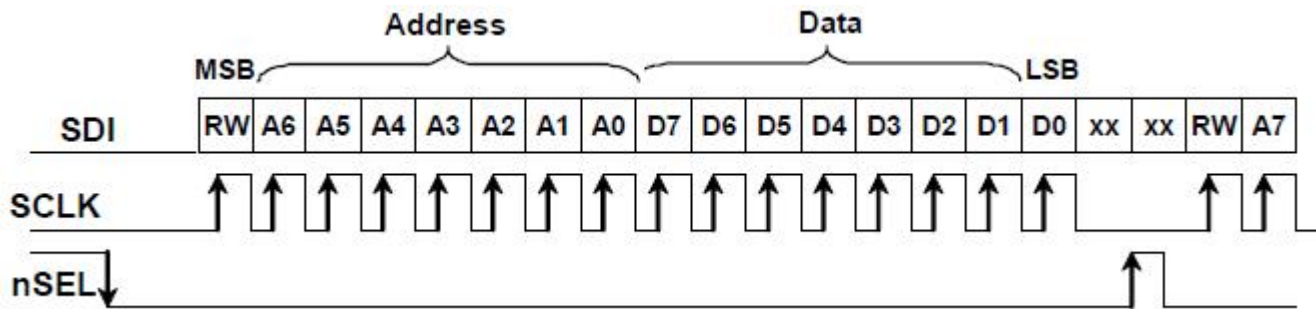 Address Data
MSB LSB
SDI RW A6 A5 A4 A3 A2 A1 A0 D7 D6 D5 D4 D3 D2 D1 D0 xx xx RW A7
SCLK
nSEL